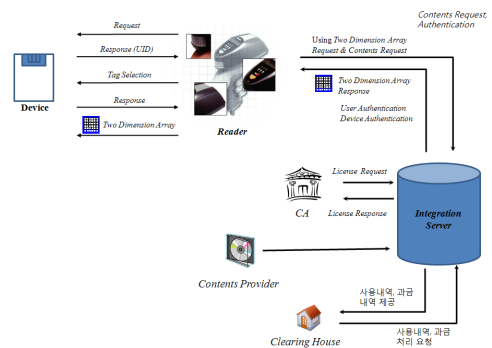 Contents Request,
Authentication
Request
Response (UID)
Tag Selection
Response
Two Dimension Array
Device
Reader
Using Two Dimension Array
Request & Contents Request
Two Dimension Array
Response
User Authentication
Device Authentication
License Request
License Response
CA
Integration
Server
Contents Provider
사용내역, 과금
내역 제공
Clearing House
사용내역, 과금
처리 요청